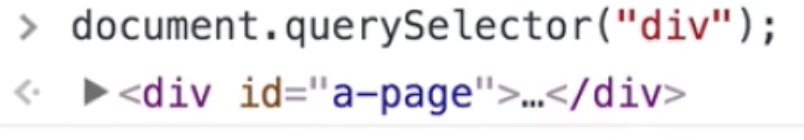 > document.querySelector("div");
<· ▶<div id="a-page">…</div>